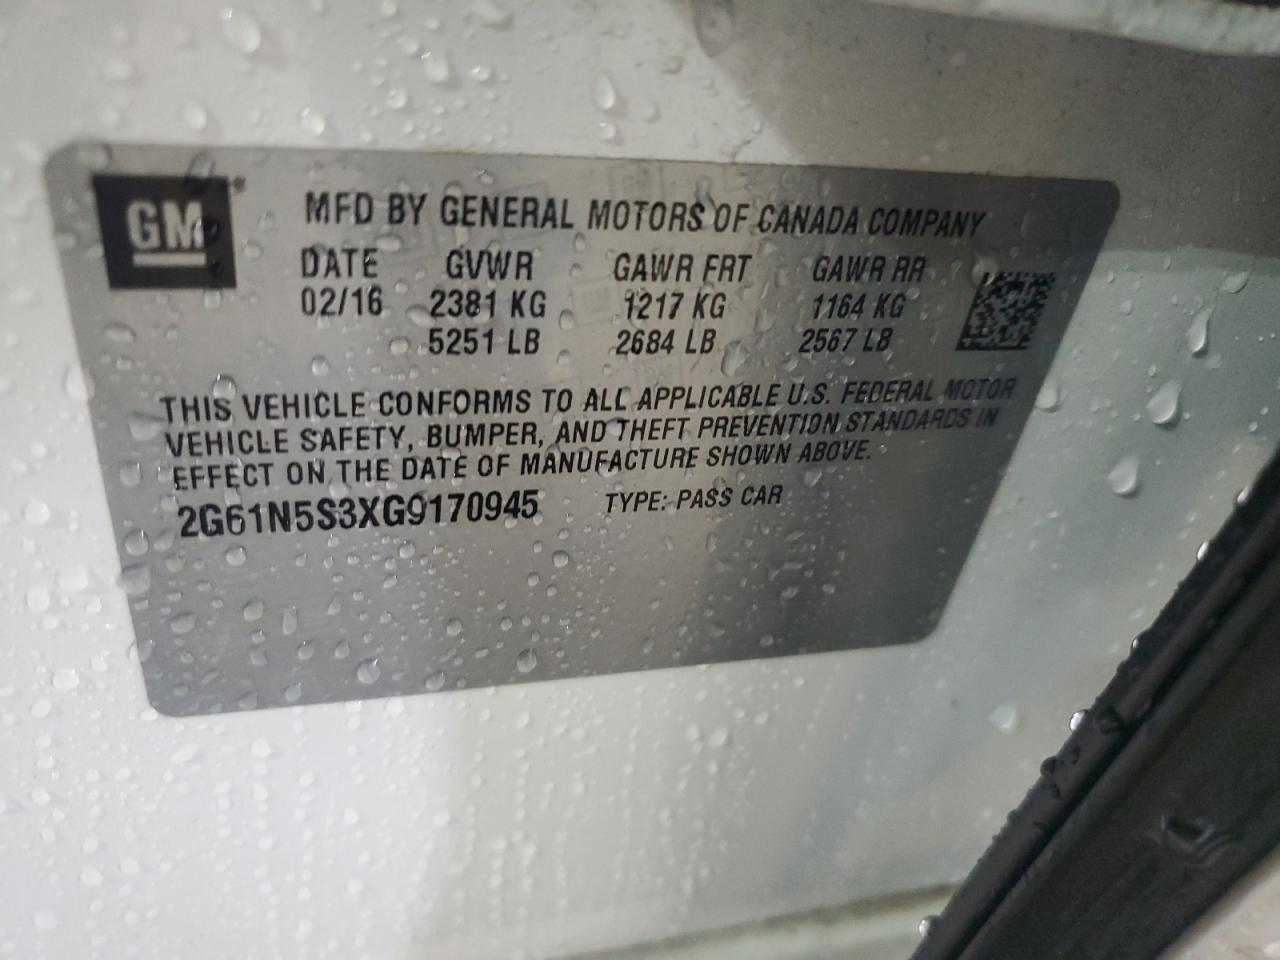 GM
MFD BY GENERAL MOTORS OF CANADA COMPANY
DATE GVWR GAWR FRT GAWR RR
02/16 2381 KG 1217 KG 1164 KG
5251 LB 2684 LB 2567 LB
THIS VEHICLE CONFORMS TO ALL APPLICABLE U.S. FEDERAL MOTOR
VEHICLE SAFETY, BUMPER, AND THEFT PREVENTION STANDARDS IN
EFFECT ON THE DATE OF MANUFACTURE SHOWN ABOVE.
2G61N5S3XG9170945 TYPE: PASS CAR